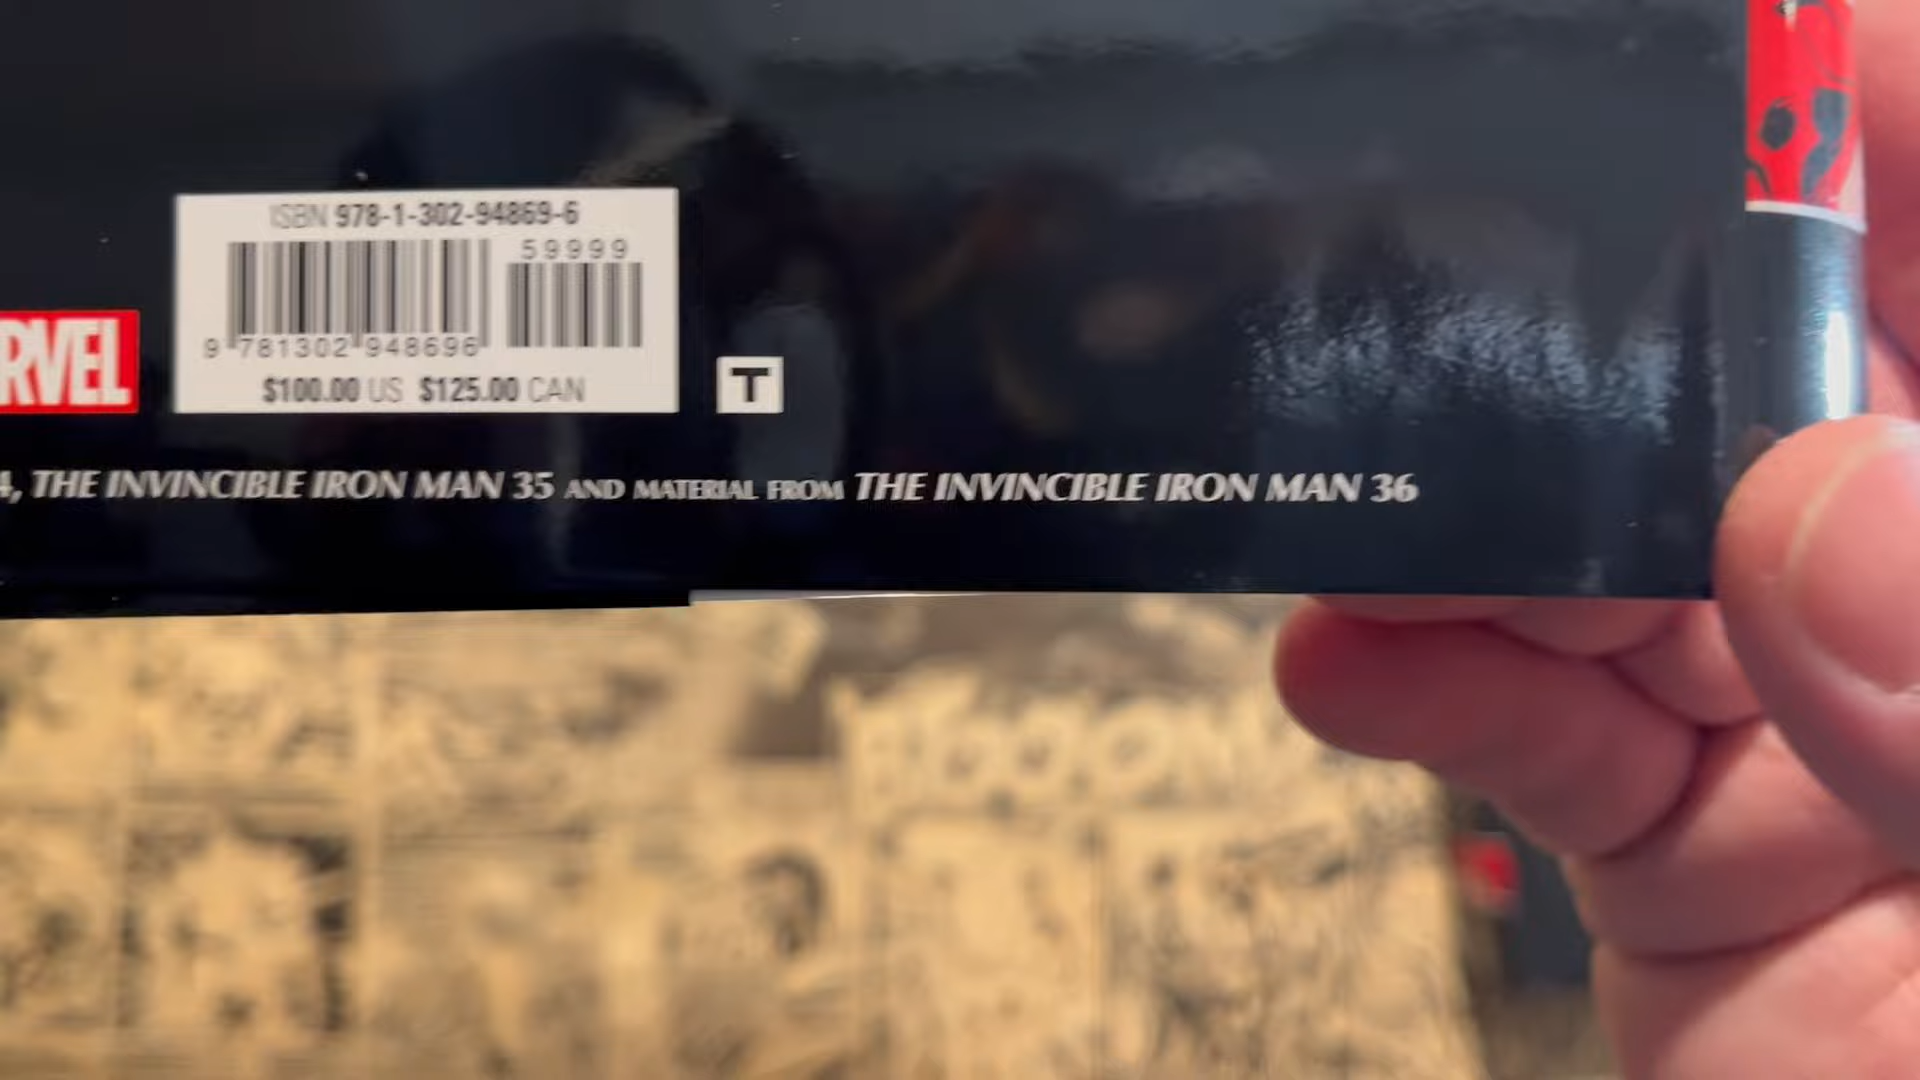 ISBN 978-1-302-94869-6
59999
9 781302 948696
$100.00 US $125.00 CAN
RVEL
T
4, THE INVINCIBLE IRON MAN 35 AND MATERIAL FROM THE INVINCIBLE IRON MAN 36